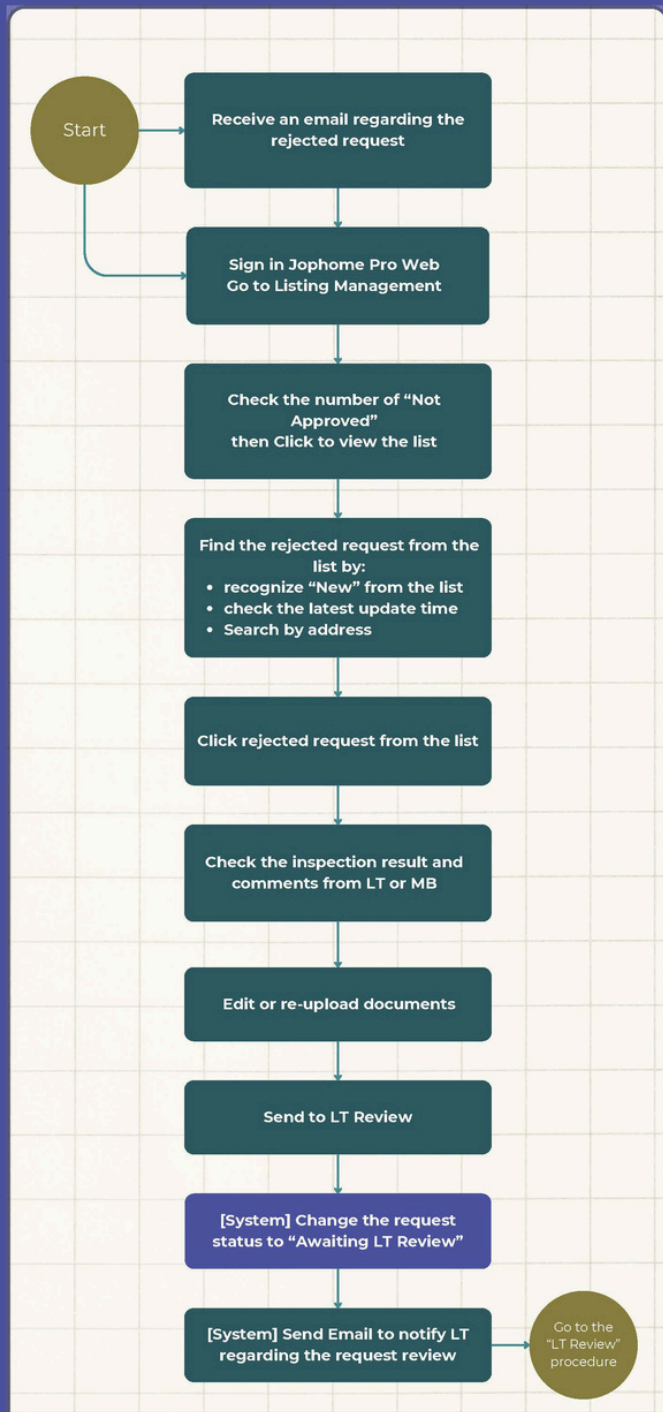 Start
Receive an email regarding the
rejected request
Sign in Jophome Pro Web
Go to Listing Management
Check the number of “Not
Approved”
then Click to view the list
Find the rejected request from the
list by:
• recognize “New” from the list
• check the latest update time
• Search by address
Click rejected request from the list
Check the inspection result and
comments from LT or MB
Edit or re-upload documents
Send to LT Review
[System] Change the request
status to “Awaiting LT Review”
[System] Send Email to notify LT
regarding the request review
Go to the
“LT Review”
procedure